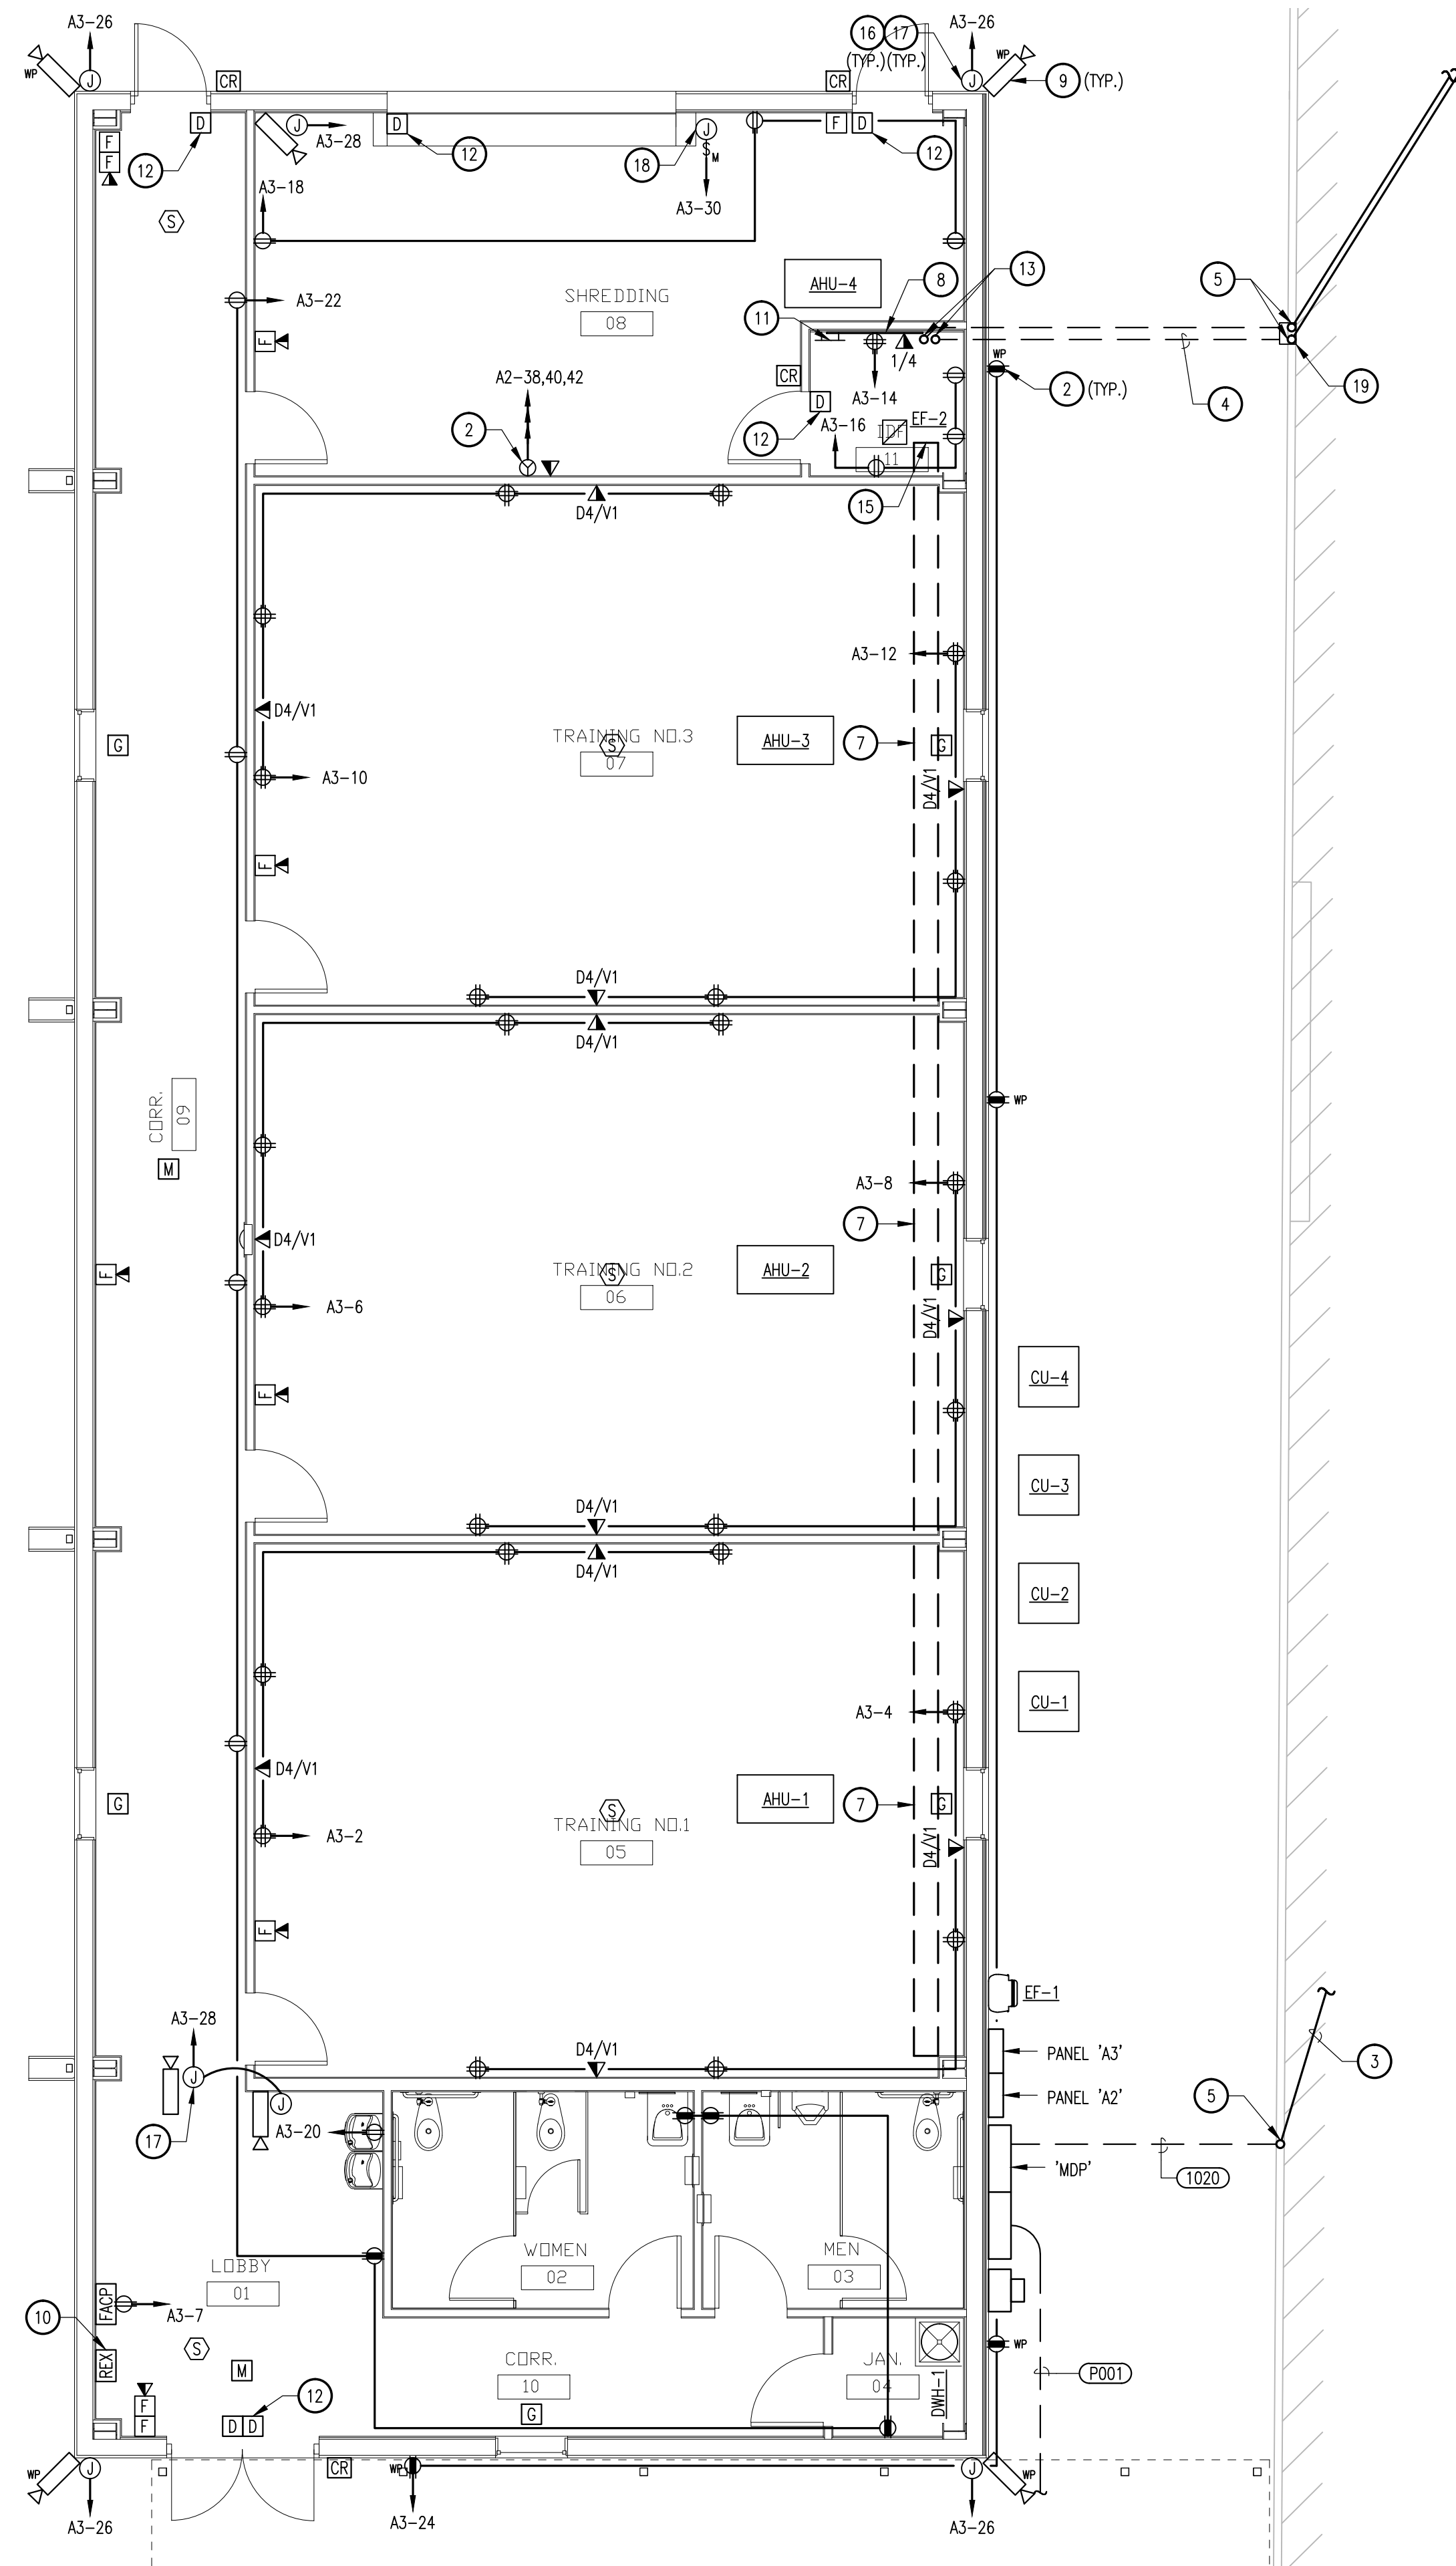 A3-26
A3-26
16 17
(TYP.)(TYP.)
WP
CR
CR
WP
9 (TYP.)
J
J
D
J
A3-28
D
J
F
D
F
F
12
12
18
S M
12
A3-18
A3-30
S
SHREDDING
08
AHU-4
8
13
5
A3-22
11
F
1/4
WP
A2-38,40,42
CR
A3-14
2 (TYP.)
4
19
D
2
12
A3-16
IDF
EF-2
11
D4/V1
15
A3-12
D4/V1
TRAINING NO.3
07
S
AHU-3
7
G
G
A3-10
D4/V1
F
D4/V1
D4/V1
WP
CORR.
09
M
A3-8
7
D4/V1
F
TRAINING NO.2
06
S
AHU-2
G
A3-6
D4/V1
CU-4
F
CU-3
D4/V1
D4/V1
CU-2
A3-4
CU-1
D4/V1
G
TRAINING NO.1
05
S
AHU-1
7
G
A3-2
D4/V1
F
EF-1
A3-28
D4/V1
PANEL 'A3'
3
J
J
PANEL 'A2'
5
17
A3-20
'MDP'
1020
WOMEN
02
MEN
03
LOBBY
01
FACP
A3-7
10
S
WP
REX
M
CORR.
10
JAN.
04
DWH-1
P001
12
F
F
D D
G
CR
WP
WP
J
J
WP
A3-26
A3-24
A3-26